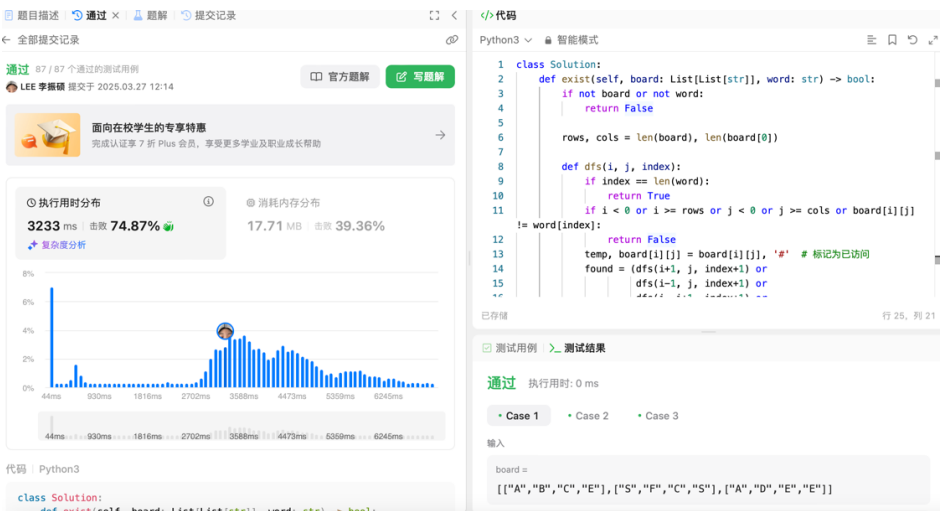 题目描述 通过 题解 提交记录
全部提交记录
通过 87 / 87 个通过的测试用例
LEE 李振硕 提交于 2025.03.27 12:14
官方题解 写题解
面向在校学生的专享特惠
完成认证享 7 折 Plus 会员，享受更多学业及职业成长帮助
执行用时分布
3233 ms 击败 74.87%
复杂度分析
消耗内存分布
17.71 MB 击败 39.36%
8%
6%
4%
2%
0%
44ms 930ms 1816ms 2702ms 3588ms 4473ms 5359ms 6245ms
44ms 930ms 1816ms 2702ms 3588ms 4473ms 5359ms 6245ms
代码 Python3
class Solution:
def exist(self, board: List[List[str]], word: str) -> bool:
</> 代码
Python3 智能模式
1 class Solution:
2 def exist(self, board: List[List[str]], word: str) -> bool:
3 if not board or not word:
4 return False
5
6 rows, cols = len(board), len(board[0])
7
8 def dfs(i, j, index):
9 if index == len(word):
10 return True
11 if i < 0 or i >= rows or j < 0 or j >= cols or board[i][j]
!= word[index]:
12 return False
13 temp, board[i][j] = board[i][j], '#' # 标记为已访问
14 found = (dfs(i+1, j, index+1) or
15 dfs(i-1, j, index+1) or
已存储 行 25，列 21
测试用例 测试结果
通过 执行用时: 0 ms
Case 1 Case 2 Case 3
输入
board =
[["A","B","C","E"],["S","F","C","S"],["A","D","E","E"]]